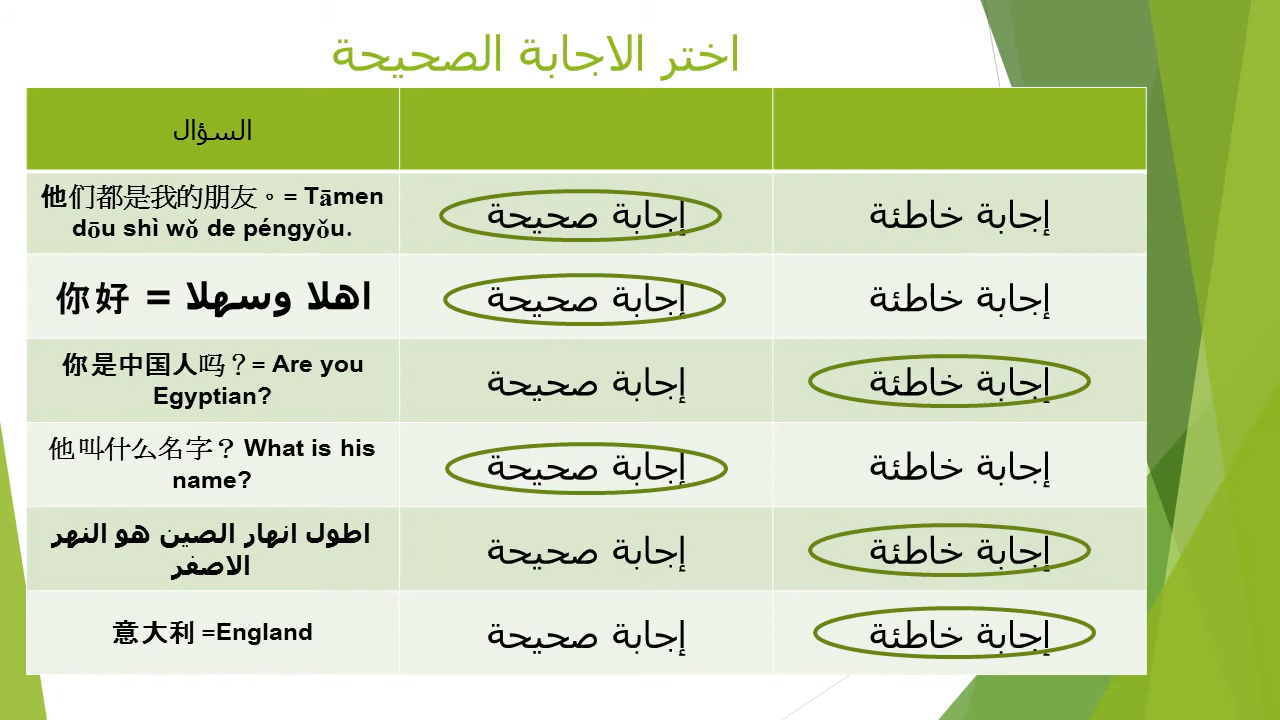 اختر الاجابة الصحيحة
السؤال
他们都是我的朋友。= Tāmen
dōu shì wǒ de péngyǒu.
إجابة صحيحة
إجابة خاطئة
你好 = اهلا وسهلا
إجابة صحيحة
إجابة خاطئة
你是中国人吗？= Are you
Egyptian?
إجابة صحيحة
إجابة خاطئة
他叫什么名字？ What is his
name?
إجابة صحيحة
إجابة خاطئة
اطول انهار الصين هو النهر
الاصفر
إجابة صحيحة
إجابة خاطئة
意大利 =England
إجابة صحيحة
إجابة خاطئة